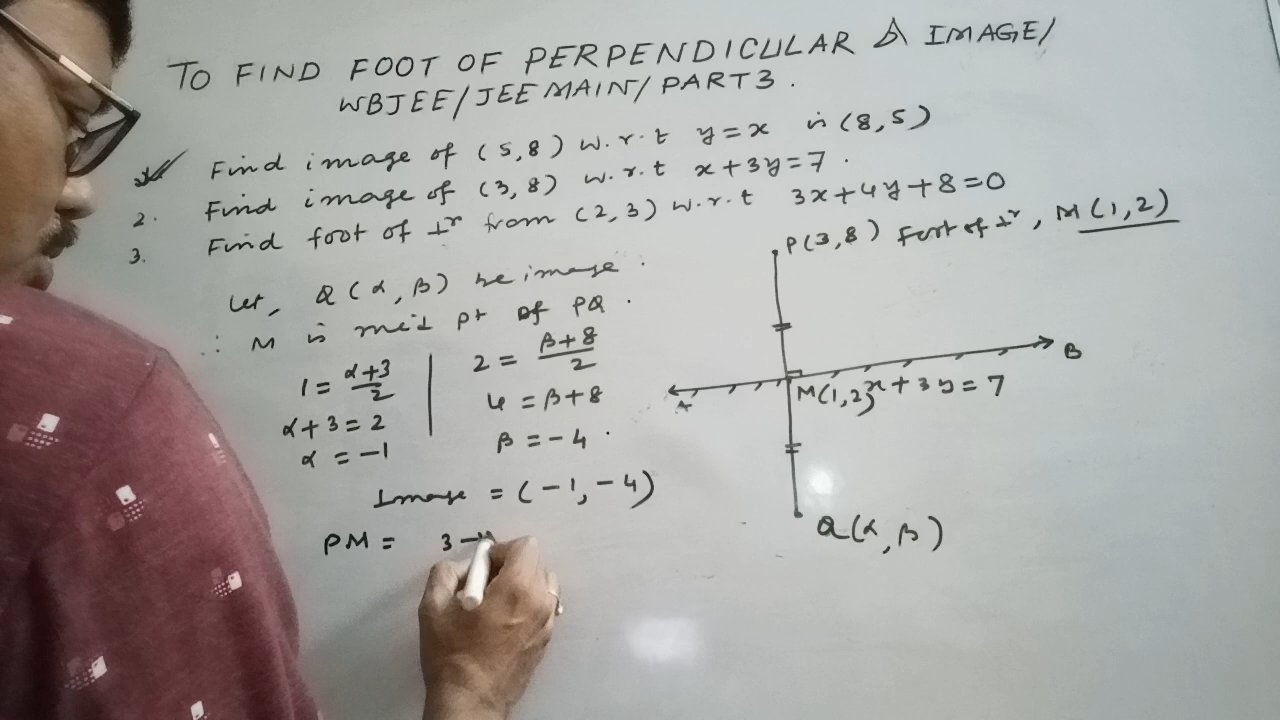 TO FIND FOOT OF PERPENDICULAR & IMAGE/
WBJEE/JEE MAIN/PART 3.
Find image of (5,8) w.r.t y=x is (8,5)
2. Find image of (3,8) w.r.t x+3y=7.
3. Find foot of ⊥r from (2,3) w.r.t 3x+4y+8=0
P(3,8) Foot of ⊥r, M(1,2)
Let, Q(α,β) be image.
∴ M is mid pt of PQ.
1 = α+3/2
α+3=2
α=-1
2 = β+8/2
4=β+8
β=-4.
Image = (-1,-4)
PM = 3-
A
B
M(1,2) x+3y=7
Q(α,β)